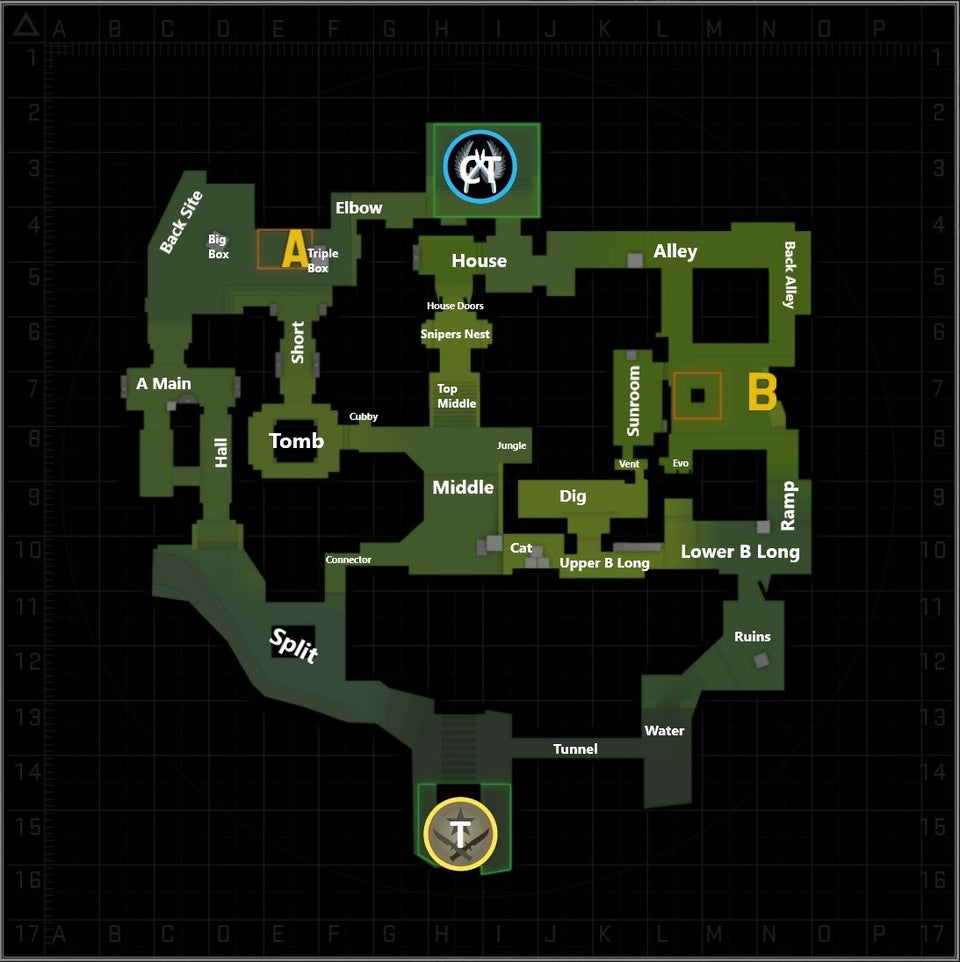 A B C D E F G H I J K L M N O P
1 1
2 2
CT
3 3
Back Site
Elbow
4 4
Big
Box
A
Triple
Box
House
Alley
Back Alley
5 5
House Doors
6 6
Snipers Nest
Short
A Main
Top
Middle
Sunroom
B
7 7
Cubby
Tomb
Jungle
8 8
Hall
Vent
Evo
Middle
Dig
9 9
Ramp
Cat
10 10
Connector
Upper B Long
Lower B Long
11 11
Split
Ruins
12 12
13 13
Water
Tunnel
14 14
T
15 15
16 16
17 A B C D E F G H I J K L M N O P 17